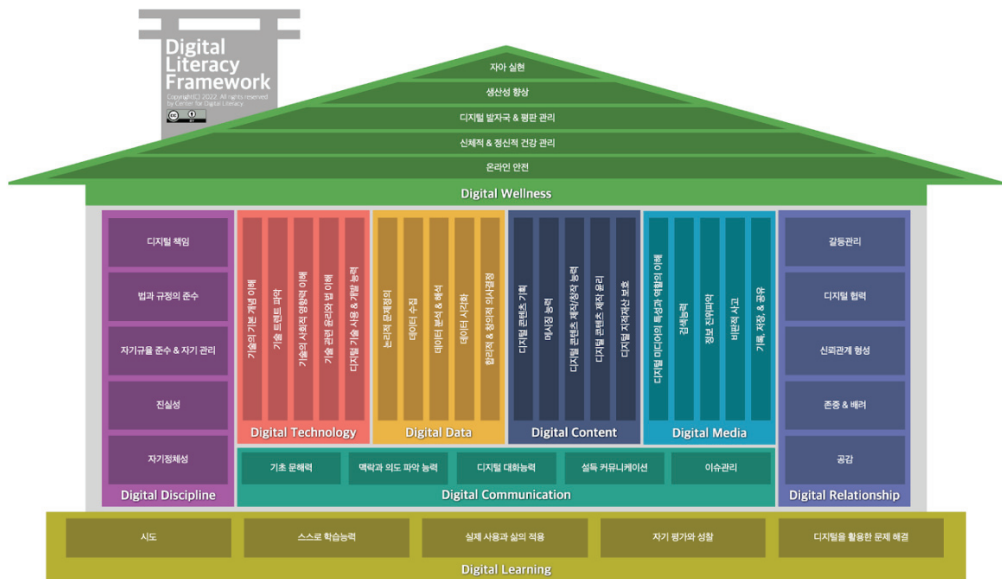 Digital
Literacy
Framework
Copyright(C) 2022. All rights reserved
by Center for Digital Literacy
자아 실현
생산성 향상
디지털 발자국 & 평판 관리
신체적 & 정신적 건강 관리
온라인 안전
Digital Wellness
디지털 책임
법과 규정의 준수
자기규율 준수 & 자기 관리
진실성
자기정체성
Digital Discipline
기술의 기본 개념 이해
기술 트렌트 파악
기술의 사회적 영향력 이해
기술 관련 윤리와 법 이해
디지털 기술 사용 & 개발 능력
Digital Technology
논리적 문제정의
데이터 수집
데이터 분석 & 해석
데이터 시각화
합리적 & 창의적 의사결정
Digital Data
디지털 콘텐츠 기획
메시징 능력
디지털 콘텐츠 제작/창작 능력
디지털 콘텐츠 제작 윤리
디지털 지적재산 보호
Digital Content
디지털 미디어의 특성과 역할의 이해
검색능력
정보 진위파악
비판적 사고
기록, 저장, & 공유
Digital Media
기초 문해력
맥락과 의도 파악 능력
디지털 대화능력
설득 커뮤니케이션
이슈관리
Digital Communication
갈등관리
디지털 협력
신뢰관계 형성
존중 & 배려
공감
Digital Relationship
시도
스스로 학습능력
실제 사용과 삶의 적용
자기 평가와 성찰
디지털을 활용한 문제 해결
Digital Learning